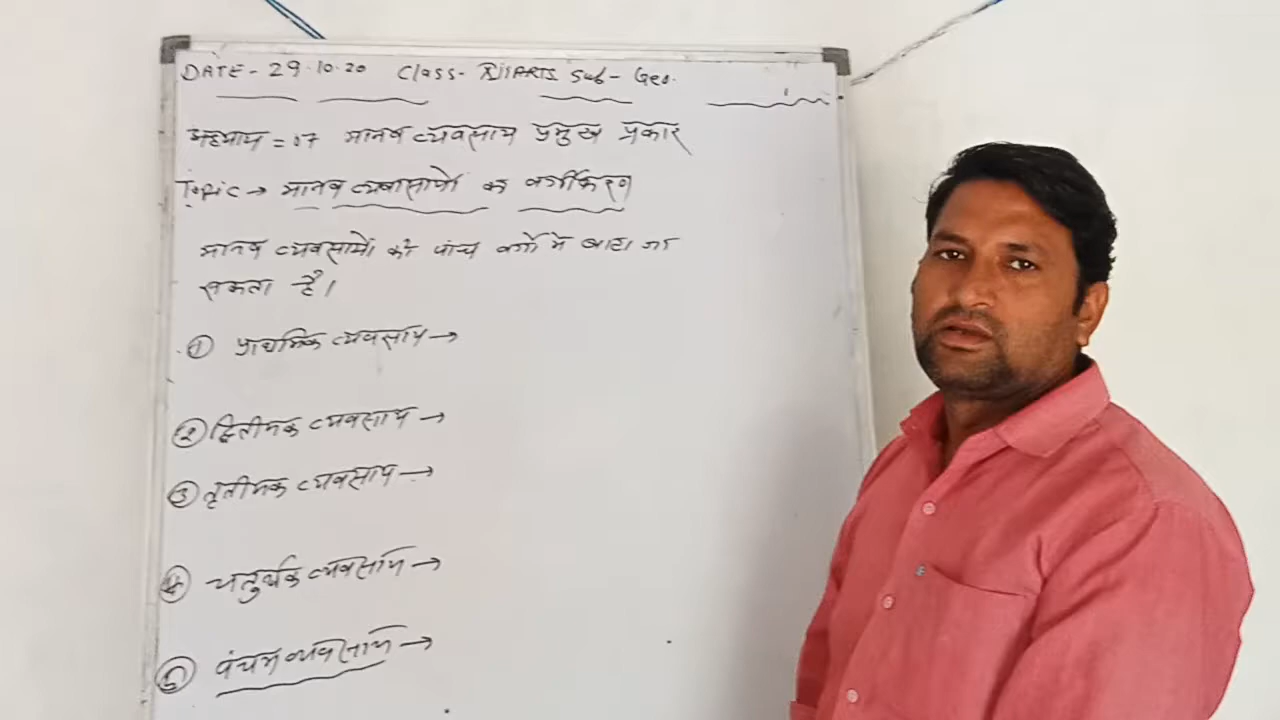 DATE - 29.10.20 Class- XII ARTS Sub - Geo.
अध्याय = 07 मानव व्यवसाय प्रमुख प्रकार
Topic → मानव व्यवसायों का वर्गीकरण
मानव व्यवसायों को पांच वर्गो में बाटा जा
सकता है।
① प्राथमिक व्यवसाय →
② द्वितीयक व्यवसाय →
③ तृतीयक व्यवसाय →
④ चतुर्थक व्यवसाय →
⑤ पंचम व्यवसाय →